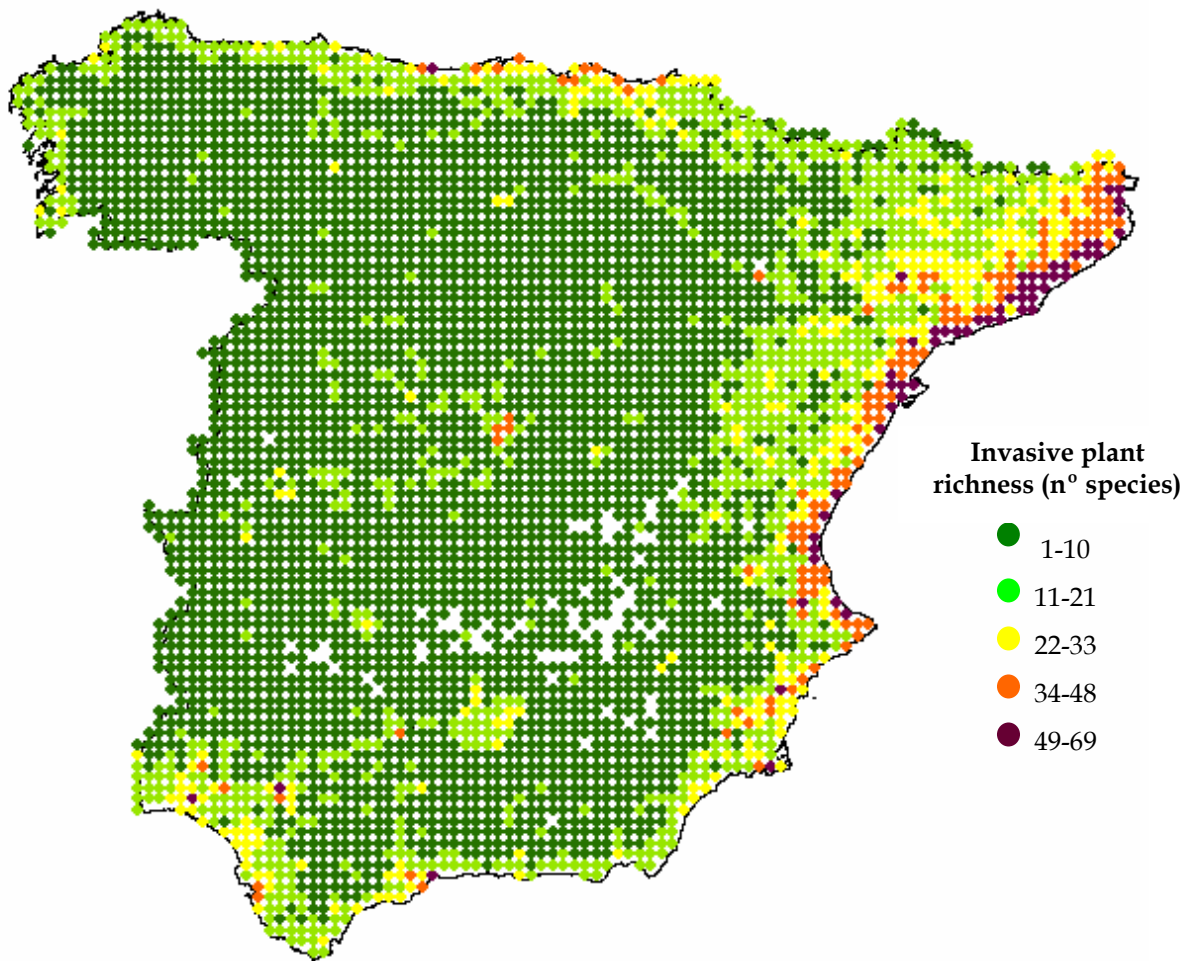 Invasive plant
richness (nº species)
1-10
11-21
22-33
34-48
49-69